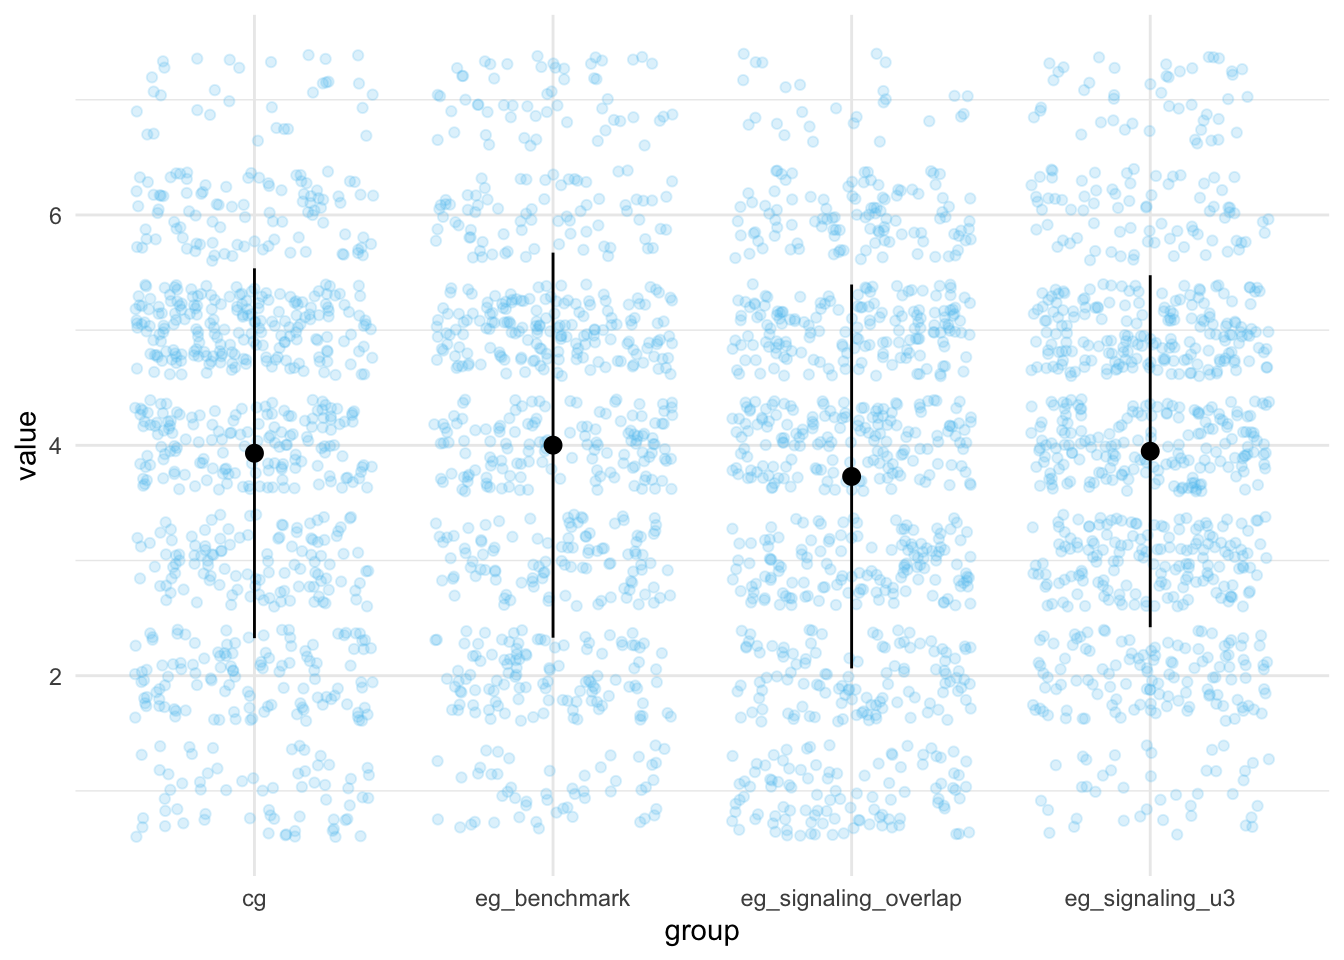 6
4
2
value
cg
eg_benchmark
eg_signaling_overlap
eg_signaling_u3
group